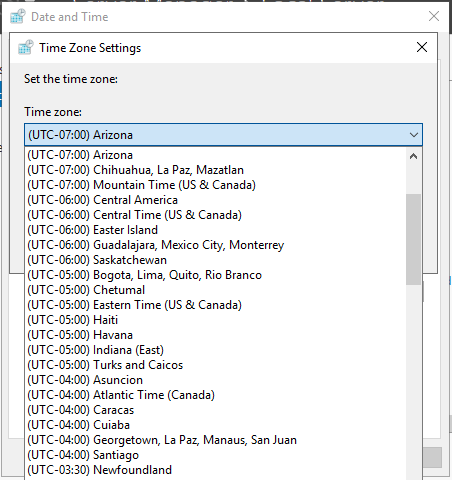 Date and Time
Time Zone Settings
Set the time zone:
Time zone:
(UTC-07:00) Arizona
(UTC-07:00) Arizona
(UTC-07:00) Chihuahua, La Paz, Mazatlan
(UTC-07:00) Mountain Time (US & Canada)
(UTC-06:00) Central America
(UTC-06:00) Central Time (US & Canada)
(UTC-06:00) Easter Island
(UTC-06:00) Guadalajara, Mexico City, Monterrey
(UTC-06:00) Saskatchewan
(UTC-05:00) Bogota, Lima, Quito, Rio Branco
(UTC-05:00) Chetumal
(UTC-05:00) Eastern Time (US & Canada)
(UTC-05:00) Haiti
(UTC-05:00) Havana
(UTC-05:00) Indiana (East)
(UTC-05:00) Turks and Caicos
(UTC-04:00) Asuncion
(UTC-04:00) Atlantic Time (Canada)
(UTC-04:00) Caracas
(UTC-04:00) Cuiaba
(UTC-04:00) Georgetown, La Paz, Manaus, San Juan
(UTC-04:00) Santiago
(UTC-03:30) Newfoundland